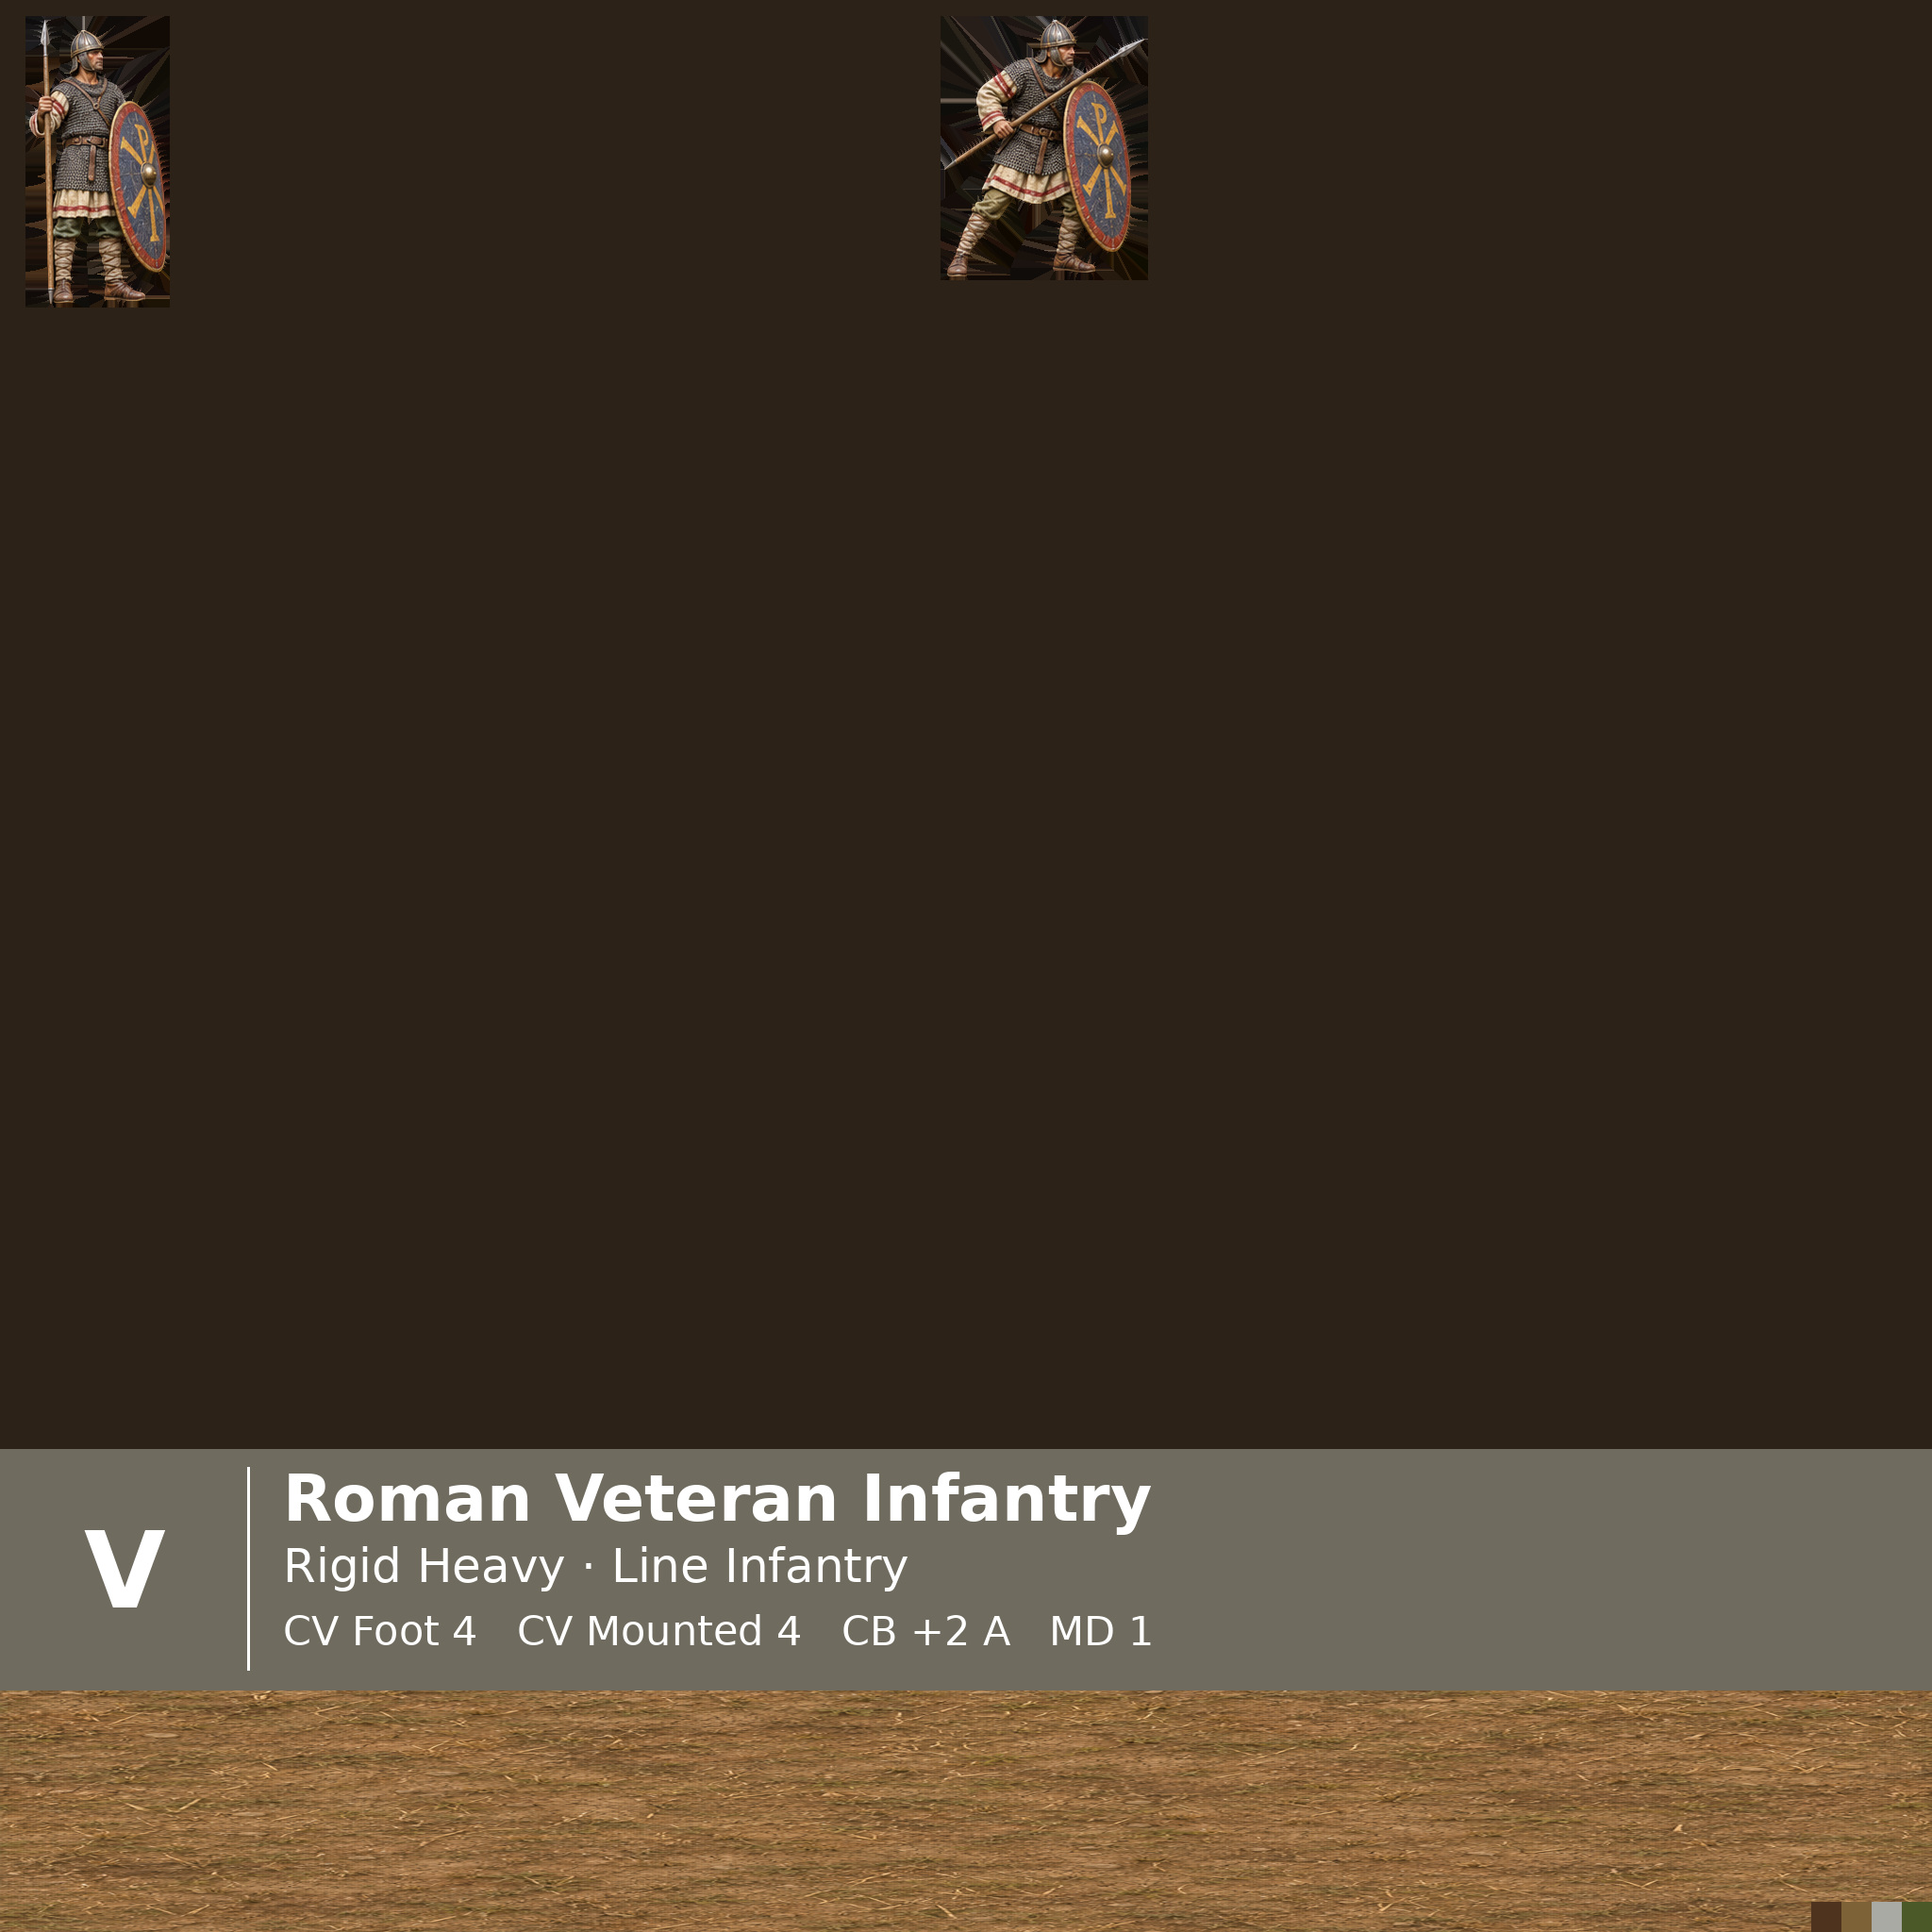 V
Roman Veteran Infantry
Rigid Heavy · Line Infantry
CV Foot 4 CV Mounted 4 CB +2 A MD 1